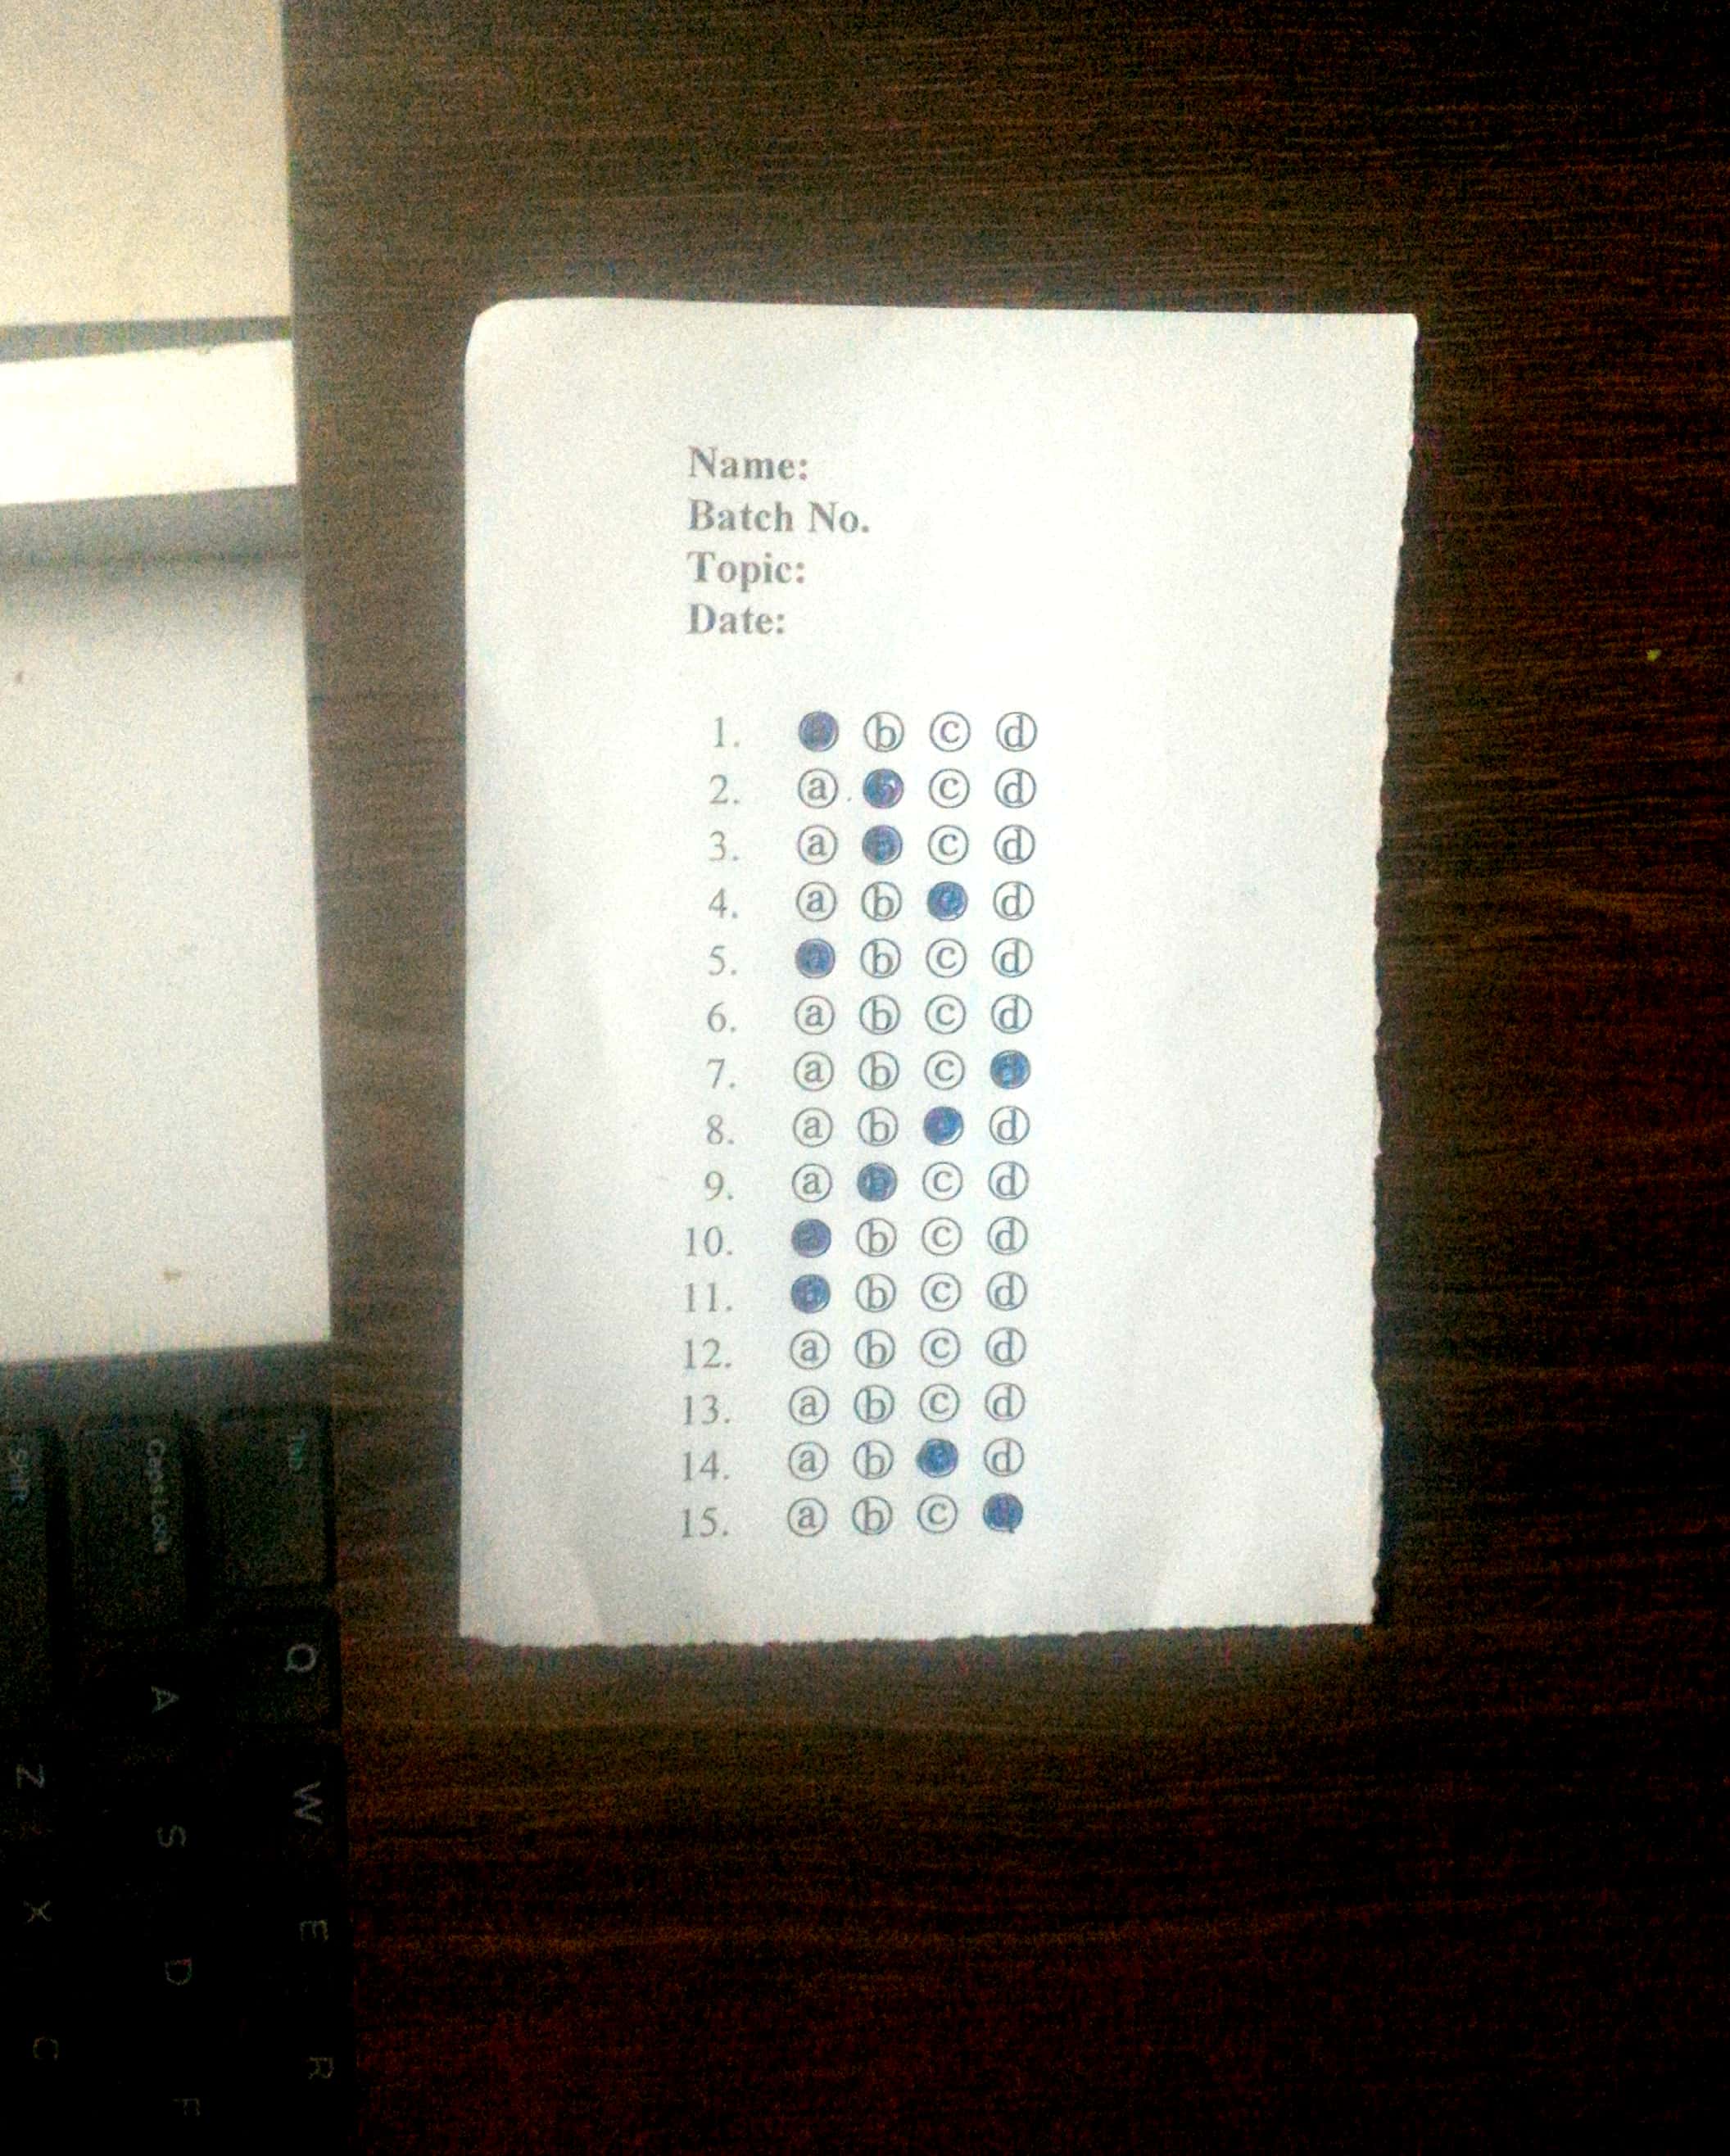 Name:
Batch No.
Topic:
Date:
1. ⓐ ⓑ ⓒ ⓓ
2. ⓐ ⓑ ⓒ ⓓ
3. ⓐ ⓑ ⓒ ⓓ
4. ⓐ ⓑ ⓒ ⓓ
5. ⓐ ⓑ ⓒ ⓓ
6. ⓐ ⓑ ⓒ ⓓ
7. ⓐ ⓑ ⓒ ⓓ
8. ⓐ ⓑ ⓒ ⓓ
9. ⓐ ⓑ ⓒ ⓓ
10. ⓐ ⓑ ⓒ ⓓ
11. ⓐ ⓑ ⓒ ⓓ
12. ⓐ ⓑ ⓒ ⓓ
13. ⓐ ⓑ ⓒ ⓓ
14. ⓐ ⓑ ⓒ ⓓ
15. ⓐ ⓑ ⓒ ⓓ
Tab
Q W E R
Caps Lock
A S D F
Shift
Z X C